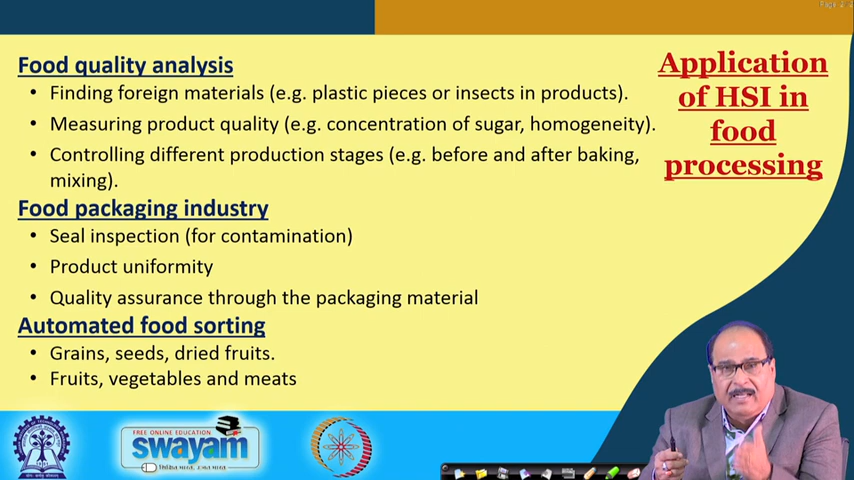 Food quality analysis
• Finding foreign materials (e.g. plastic pieces or insects in products).
• Measuring product quality (e.g. concentration of sugar, homogeneity).
• Controlling different production stages (e.g. before and after baking,
mixing).
Food packaging industry
• Seal inspection (for contamination)
• Product uniformity
• Quality assurance through the packaging material
Automated food sorting
• Grains, seeds, dried fruits.
• Fruits, vegetables and meats
Application
of HSI in
food
processing
FREE ONLINE EDUCATION
swayam